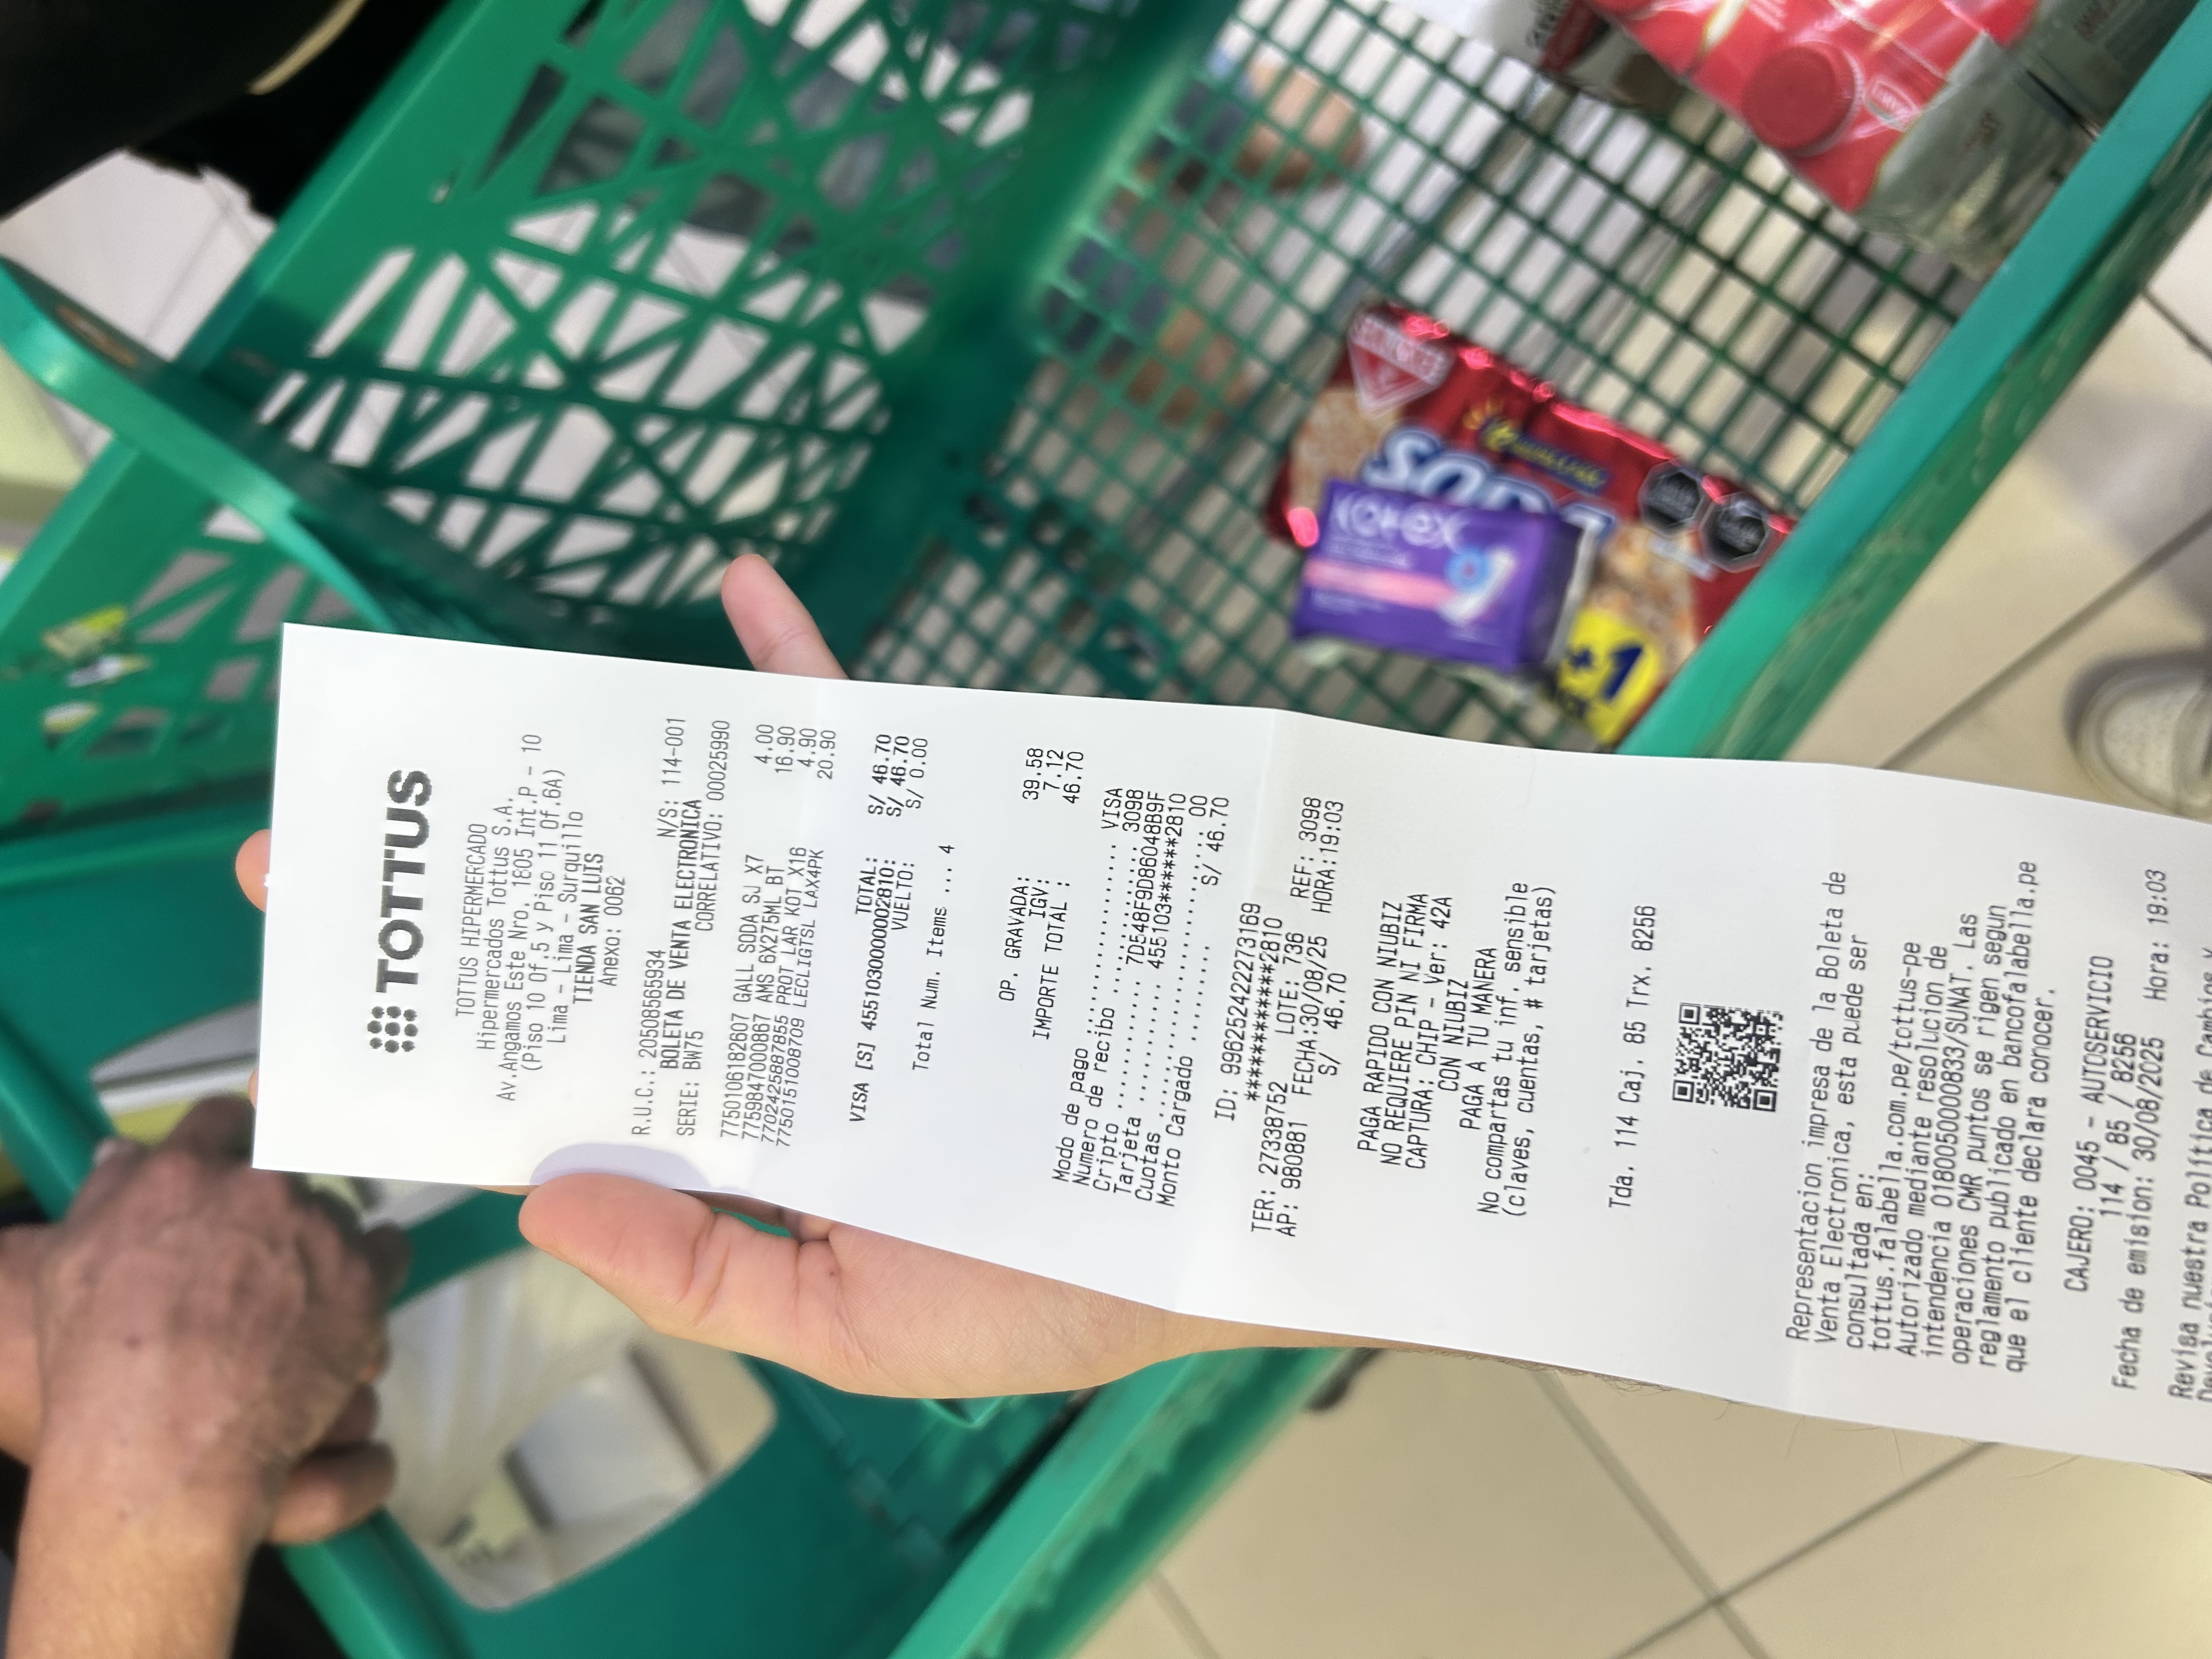 TOTTUS
TOTTUS HIPERMERCADO
Hipermercados Tottus S.A.
Av.Angamos Este Nro. 1805 Int.P - 10
(Piso 10 Of.5 y Piso 11 Of.6A)
Lima - Lima - Surquillo
TIENDA SAN LUIS
Anexo: 0062
R.U.C.: 20508565934 N/S: 114-001
BOLETA DE VENTA ELECTRONICA
SERIE: BW75 CORRELATIVO: 00025990
7750106182607 GALL SODA SJ X7 4.00
7759847000867 AMS 6X275ML BT 16.90
7702425887855 PROT LAR KOT X16 4.90
7750151008709 LECLIGTSL LAX4PK 20.90
TOTAL: S/ 46.70
VISA [S] 4551030000002810: S/ 46.70
VUELTO: S/ 0.00
Total Num. Items ... 4
OP. GRAVADA: 39.58
IGV: 7.12
IMPORTE TOTAL : 46.70
Modo de pago ................. VISA
Numero de recibo ............. 3098
Cripto ............ 7D548F9D86048B9F
Tarjeta ........... 455103******2810
Cuotas ......................... 00
Monto Cargado ......... S/ 46.70
ID: 996252422273169
************2810
TER: 27338752 LOTE: 736 REF: 3098
AP: 980881 FECHA:30/08/25 HORA:19:03
S/ 46.70
PAGA RAPIDO CON NIUBIZ
NO REQUIERE PIN NI FIRMA
CAPTURA: CHIP - Ver: 42A
CON NIUBIZ
PAGA A TU MANERA
No compartas tu inf. sensible
(claves, cuentas, # tarjetas)
Tda. 114 Caj. 85 Trx. 8256
Representacion impresa de la Boleta de
Venta Electronica, esta puede ser
consultada en:
tottus.falabella.com.pe/tottus-pe
Autorizado mediante resolucion de
intendencia 0180050000833/SUNAT. Las
operaciones CMR puntos se rigen segun
reglamento publicado en bancofalabella.pe
que el cliente declara conocer.
CAJERO: 0045 - AUTOSERVICIO
114 / 85 / 8256
Fecha de emision: 30/08/2025 Hora: 19:03
Revisa nuestra Política de Cambios y
Kotex
+1